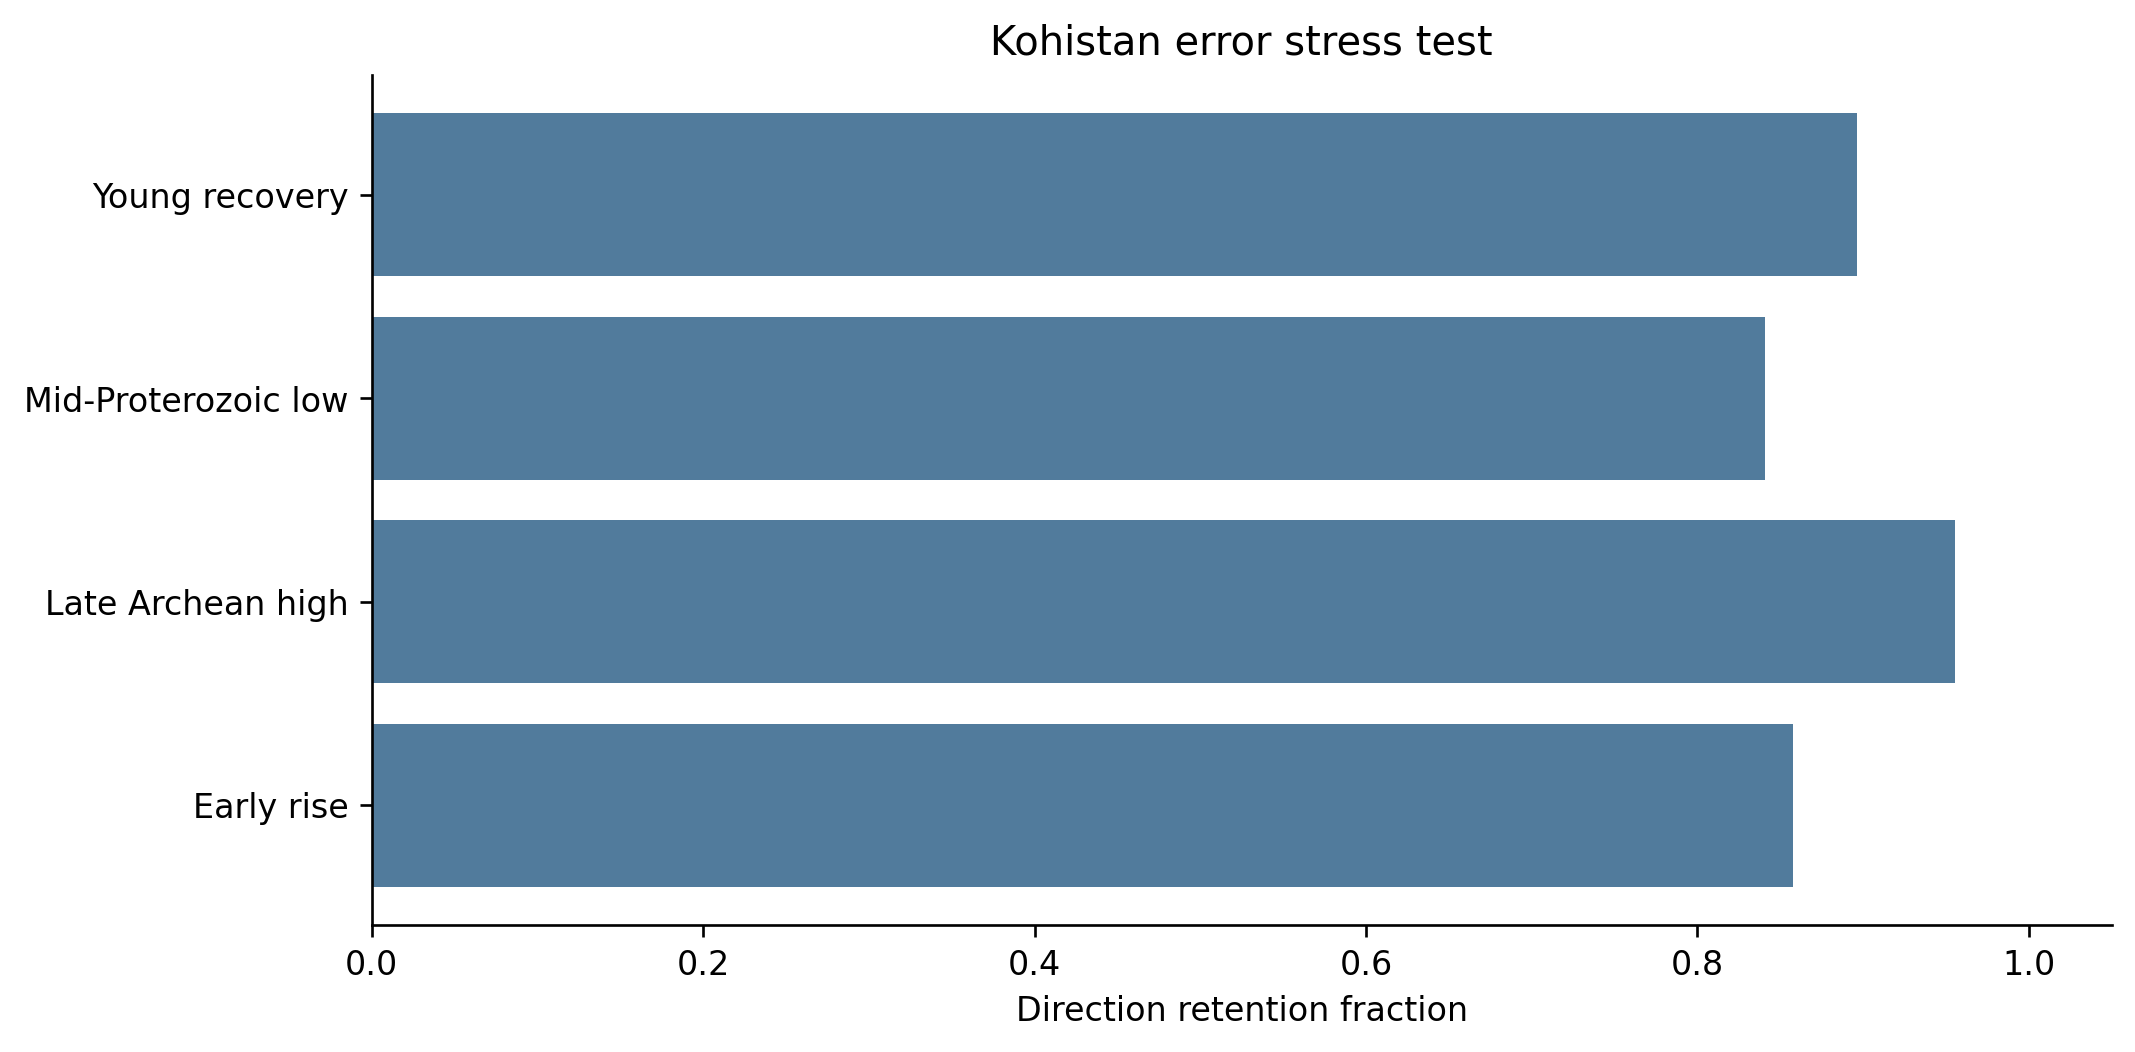 Kohistan error stress test
Young recovery
Mid-Proterozoic low
Late Archean high
Early rise
0.0 0.2 0.4 0.6 0.8 1.0
Direction retention fraction